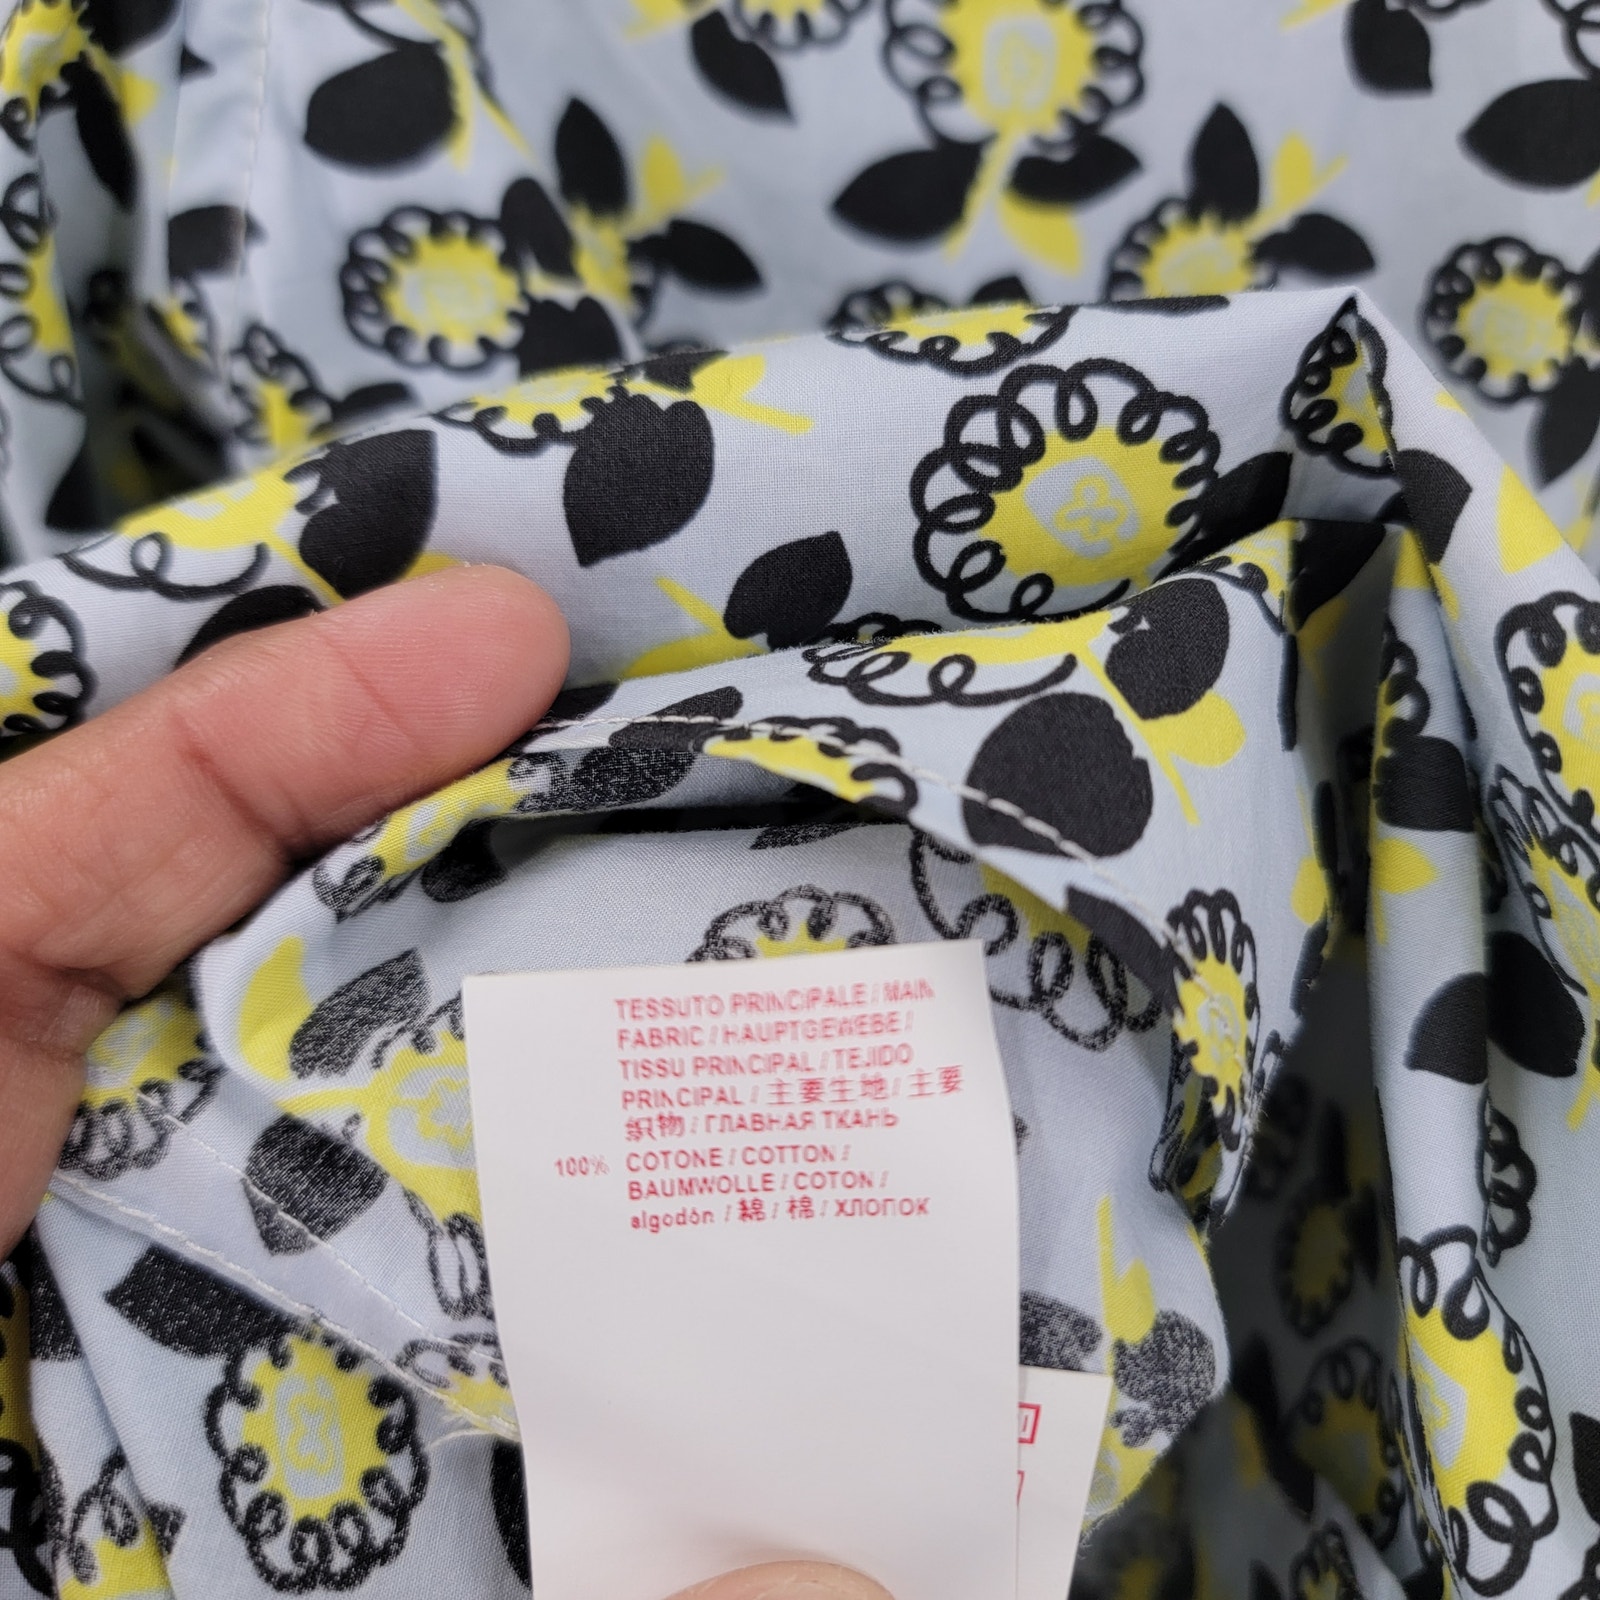 TESSUTO PRINCIPALE / MAIN
FABRIC / HAUPTGEWEBE /
TISSU PRINCIPAL / TEJIDO
PRINCIPAL / 主要生地 / 主要
织物 / ГЛАВНАЯ ТКАНЬ
100% COTONE / COTTON /
BAUMWOLLE / COTON /
algodón / 綿 / 棉 / ХЛОПОК